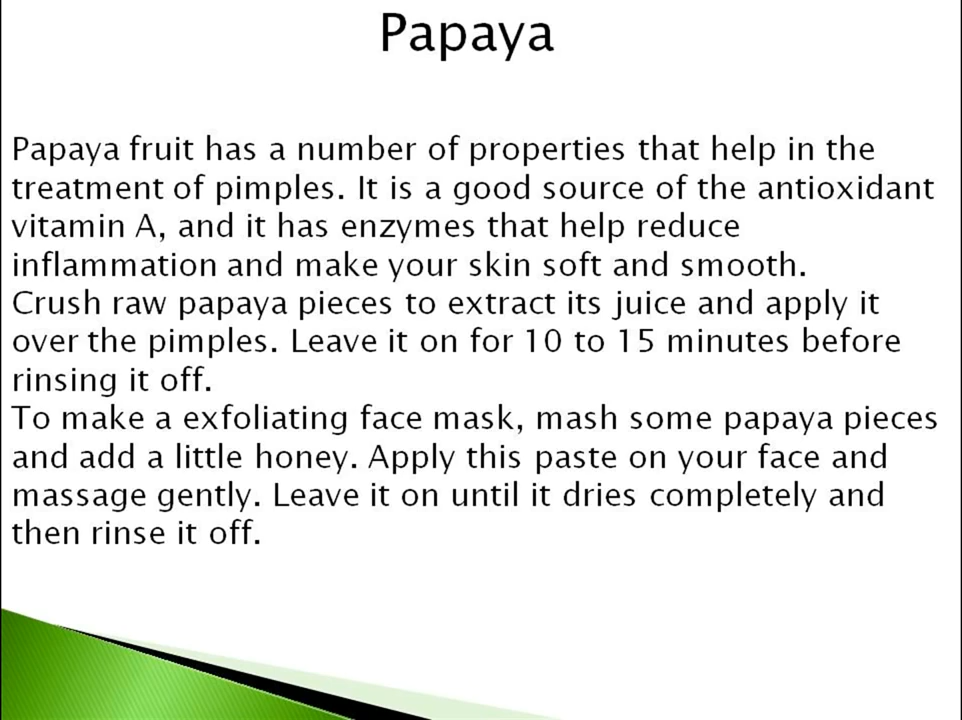 Papaya
Papaya fruit has a number of properties that help in the
treatment of pimples. It is a good source of the antioxidant
vitamin A, and it has enzymes that help reduce
inflammation and make your skin soft and smooth.
Crush raw papaya pieces to extract its juice and apply it
over the pimples. Leave it on for 10 to 15 minutes before
rinsing it off.
To make a exfoliating face mask, mash some papaya pieces
and add a little honey. Apply this paste on your face and
massage gently. Leave it on until it dries completely and
then rinse it off.